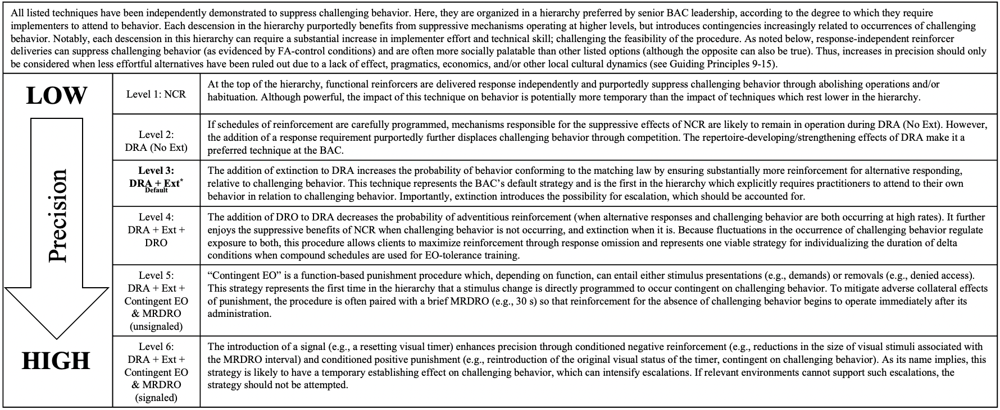 All listed techniques have been independently demonstrated to suppress challenging behavior. Here, they are organized in a hierarchy preferred by senior BAC leadership, according to the degree to which they require
implementers to attend to behavior. Each descension in the hierarchy purportedly benefits from suppressive mechanisms operating at higher levels, but introduces contingencies increasingly related to occurrences of challenging
behavior. Notably, each descension in this hierarchy can require a substantial increase in implementer effort and technical skill; challenging the feasibility of the procedure. As noted below, response-independent reinforcer
deliveries can suppress challenging behavior (as evidenced by FA-control conditions) and are often more socially palatable than other listed options (although the opposite can also be true). Thus, increases in precision should only
be considered when less effortful alternatives have been ruled out due to a lack of effect, pragmatics, economics, and/or other local cultural dynamics (see Guiding Principles 9-15).
LOW
Precision
HIGH
Level 1: NCR
At the top of the hierarchy, functional reinforcers are delivered response independently and purportedly suppress challenging behavior through abolishing operations and/or
habituation. Although powerful, the impact of this technique on behavior is potentially more temporary than the impact of techniques which rest lower in the hierarchy.
Level 2:
DRA (No Ext)
If schedules of reinforcement are carefully programmed, mechanisms responsible for the suppressive effects of NCR are likely to remain in operation during DRA (No Ext). However,
the addition of a response requirement purportedly further displaces challenging behavior through competition. The repertoire-developing/strengthening effects of DRA make it a
preferred technique at the BAC.
Level 3:
DRA + Ext*
Default
The addition of extinction to DRA increases the probability of behavior conforming to the matching law by ensuring substantially more reinforcement for alternative responding,
relative to challenging behavior. This technique represents the BAC's default strategy and is the first in the hierarchy which explicitly requires practitioners to attend to their own
behavior in relation to challenging behavior. Importantly, extinction introduces the possibility for escalation, which should be accounted for.
Level 4:
DRA + Ext +
DRO
The addition of DRO to DRA decreases the probability of adventitious reinforcement (when alternative responses and challenging behavior are both occurring at high rates). It further
enjoys the suppressive benefits of NCR when challenging behavior is not occurring, and extinction when it is. Because fluctuations in the occurrence of challenging behavior regulate
exposure to both, this procedure allows clients to maximize reinforcement through response omission and represents one viable strategy for individualizing the duration of delta
conditions when compound schedules are used for EO-tolerance training.
Level 5:
DRA + Ext +
Contingent EO
& MRDRO
(unsignaled)
“Contingent EO” is a function-based punishment procedure which, depending on function, can entail either stimulus presentations (e.g., demands) or removals (e.g., denied access).
This strategy represents the first time in the hierarchy that a stimulus change is directly programmed to occur contingent on challenging behavior. To mitigate adverse collateral effects
of punishment, the procedure is often paired with a brief MRDRO (e.g., 30 s) so that reinforcement for the absence of challenging behavior begins to operate immediately after its
administration.
Level 6:
DRA + Ext +
Contingent EO
& MRDRO
(signaled)
The introduction of a signal (e.g., a resetting visual timer) enhances precision through conditioned negative reinforcement (e.g., reductions in the size of visual stimuli associated with
the MRDRO interval) and conditioned positive punishment (e.g., reintroduction of the original visual status of the timer, contingent on challenging behavior). As its name implies, this
strategy is likely to have a temporary establishing effect on challenging behavior, which can intensify escalations. If relevant environments cannot support such escalations, the
strategy should not be attempted.